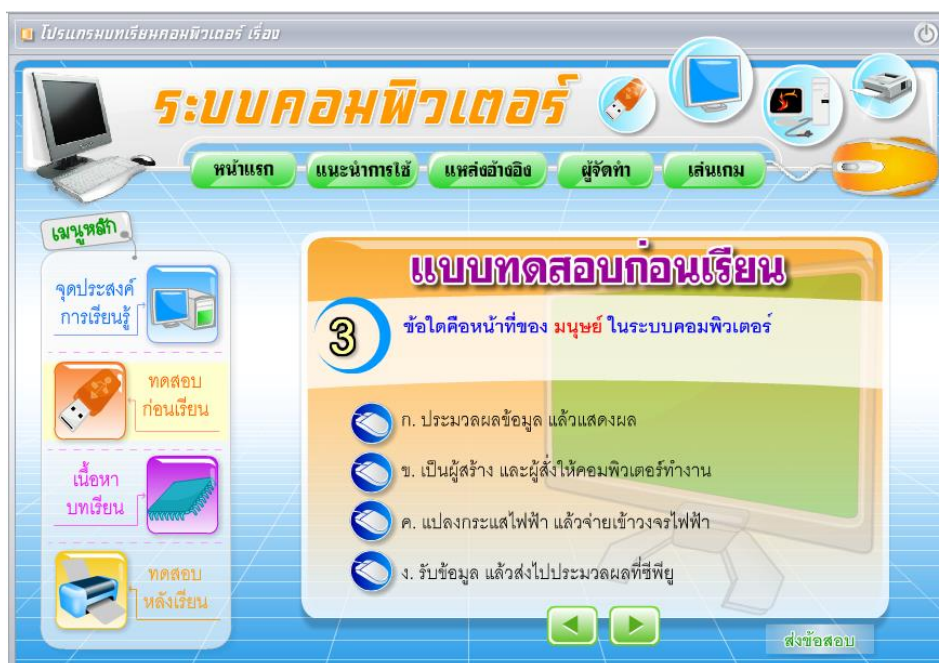 โปรแกรมบทเรียนคอมพิวเตอร์ เรื่อง
ระบบคอมพิวเตอร์
หน้าแรก แนะนำการใช้ แหล่งอ้างอิง ผู้จัดทำ เล่นเกม
เมนูหลัก
จุดประสงค์
การเรียนรู้
ทดสอบ
ก่อนเรียน
เนื้อหา
บทเรียน
ทดสอบ
หลังเรียน
แบบทดสอบก่อนเรียน
3 ข้อใดคือหน้าที่ของ มนุษย์ ในระบบคอมพิวเตอร์
ก. ประมวลผลข้อมูล แล้วแสดงผล
ข. เป็นผู้สร้าง และผู้สั่งให้คอมพิวเตอร์ทำงาน
ค. แปลงกระแสไฟฟ้า แล้วจ่ายเข้าวงจรไฟฟ้า
ง. รับข้อมูล แล้วส่งไปประมวลผลที่ซีพียู
ส่งข้อสอบ